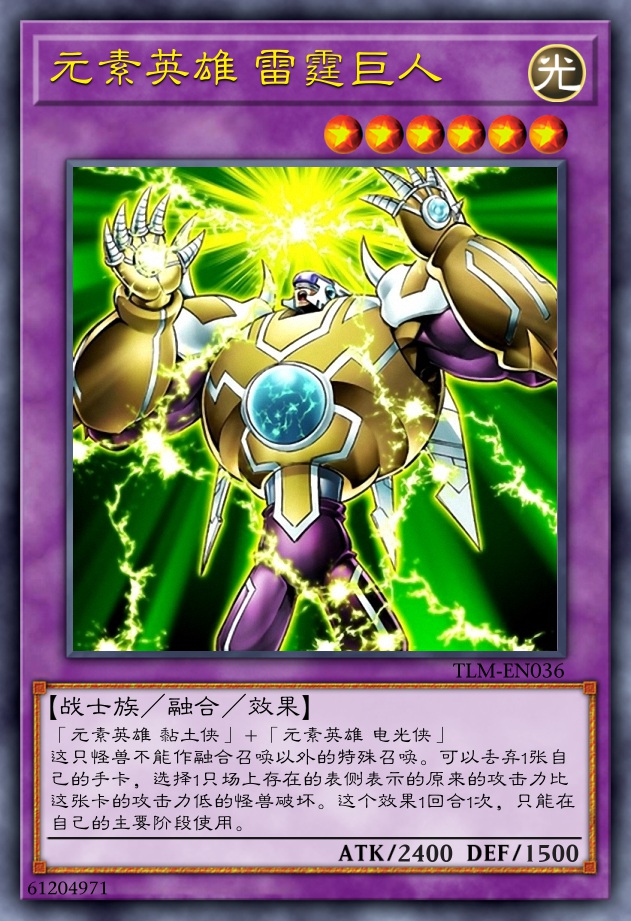 元素英雄 雷霆巨人
光
TLM-EN036
【战士族／融合／效果】
「元素英雄 黏土侠」+「元素英雄 电光侠」
这只怪兽不能作融合召唤以外的特殊召唤。可以丢弃1张自
己的手卡，选择1只场上存在的表侧表示的原来的攻击力比
这张卡的攻击力低的怪兽破坏。这个效果1回合1次，只能在
自己的主要阶段使用。
ATK/2400 DEF/1500
61204971